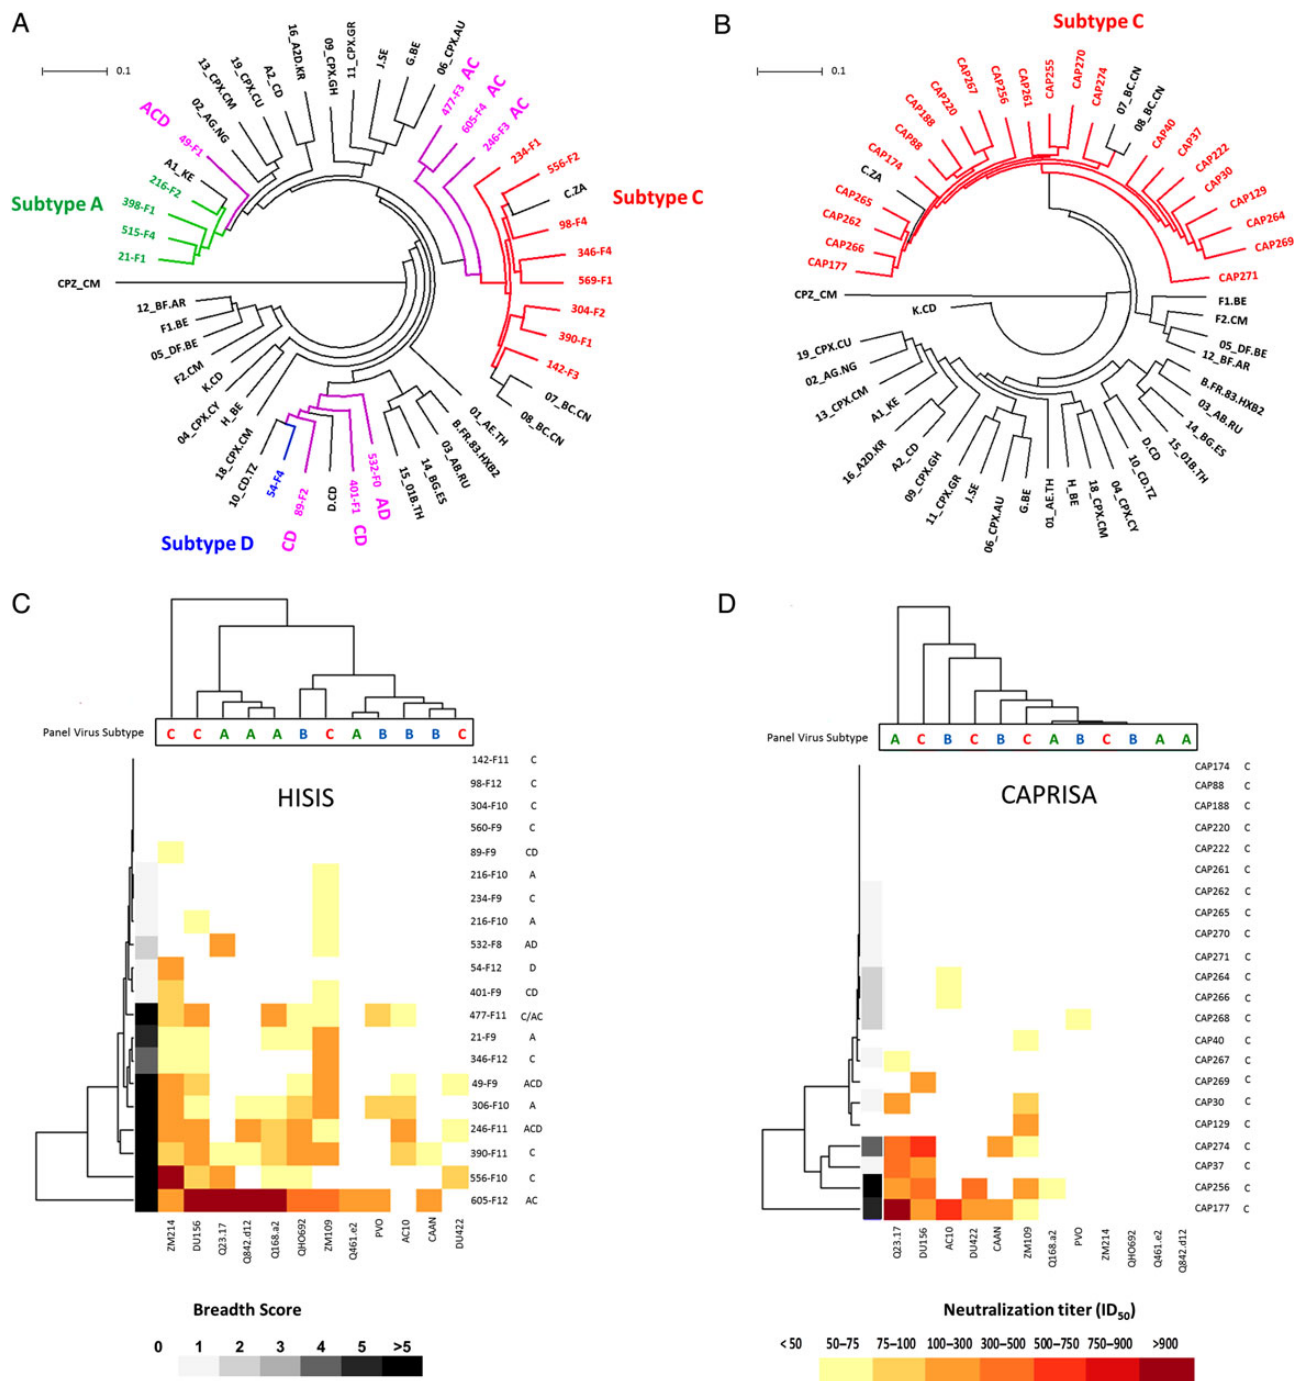 A
0.1
16_A2D.KR
09_CPX.GH
11_CPX.GR
J.SE
G.BE
06_CPX.AU
A2_CD
19_CPX.CU
13_CPX.CM
02_AG.NG
ACD
49-F1
A1_KE
477-F3 AC
605-F4 AC
246-F3 AC
234-F1
556-F2
C.ZA
Subtype C
98-F4
346-F4
569-F1
304-F2
390-F1
142-F3
07_BC.CN
08_BC.CN
Subtype A
216-F2
398-F1
515-F4
21-F1
CPZ_CM
12_BF.AR
F1.BE
05_DF.BE
F2.CM
K.CD
04_CPX.CY
H_BE
18_CPX.CM
10_CD.TZ
54-F4
Subtype D
89-F2
CD
D.CD
401-F1
CD
532-F0
AD
15_01B.TH
14_BG.ES
03_AB.RU
B.FR.83.HXB2
01_AE.TH
B
Subtype C
0.1
CAP177
CAP266
CAP262
CAP265
C.ZA
CAP174
CAP88
CAP188
CAP220
CAP267
CAP256
CAP261
CAP255
CAP270
CAP274
07_BC.CN
08_BC.CN
CAP40
CAP37
CAP222
CAP30
CAP129
CAP264
CAP269
CAP271
CPZ_CM
K.CD
F1.BE
F2.CM
05_DF.BE
12_BF.AR
B.FR.83.HXB2
03_AB.RU
14_BG.ES
15_01B.TH
D.CD
10_CD.TZ
04_CPX.CY
18_CPX.CM
H_BE
01_AE.TH
G.BE
06_CPX.AU
J.SE
11_CPX.GR
09_CPX.GH
A2_CD
16_A2D.KR
A1_KE
13_CPX.CM
02_AG.NG
19_CPX.CU
C
Panel Virus Subtype C C A A A B C A B B B C
HISIS
142-F11 C
98-F12 C
304-F10 C
560-F9 C
89-F9 CD
216-F10 A
234-F9 C
216-F10 A
532-F8 AD
54-F12 D
401-F9 CD
477-F11 C/AC
21-F9 A
346-F12 C
49-F9 ACD
306-F10 A
246-F11 ACD
390-F11 C
556-F10 C
605-F12 AC
ZM214 DU156 Q23.17 Q842.d12 Q168.a2 QHO692 ZM109 Q461.e2 PVO AC10 CAAN DU422
Breadth Score
0 1 2 3 4 5 >5
D
Panel Virus Subtype A C B C B C A B C B A A
CAPRISA
CAP174 C
CAP88 C
CAP188 C
CAP220 C
CAP222 C
CAP261 C
CAP262 C
CAP265 C
CAP270 C
CAP271 C
CAP264 C
CAP266 C
CAP268 C
CAP40 C
CAP267 C
CAP269 C
CAP30 C
CAP129 C
CAP274 C
CAP37 C
CAP256 C
CAP177 C
Q23.17 DU156 AC10 DU422 CAAN ZM109 Q168.a2 PVO ZM214 QHO692 Q461.e2 Q842.d12
Neutralization titer (ID50)
< 50 50–75 75–100 100–300 300–500 500–750 750–900 >900